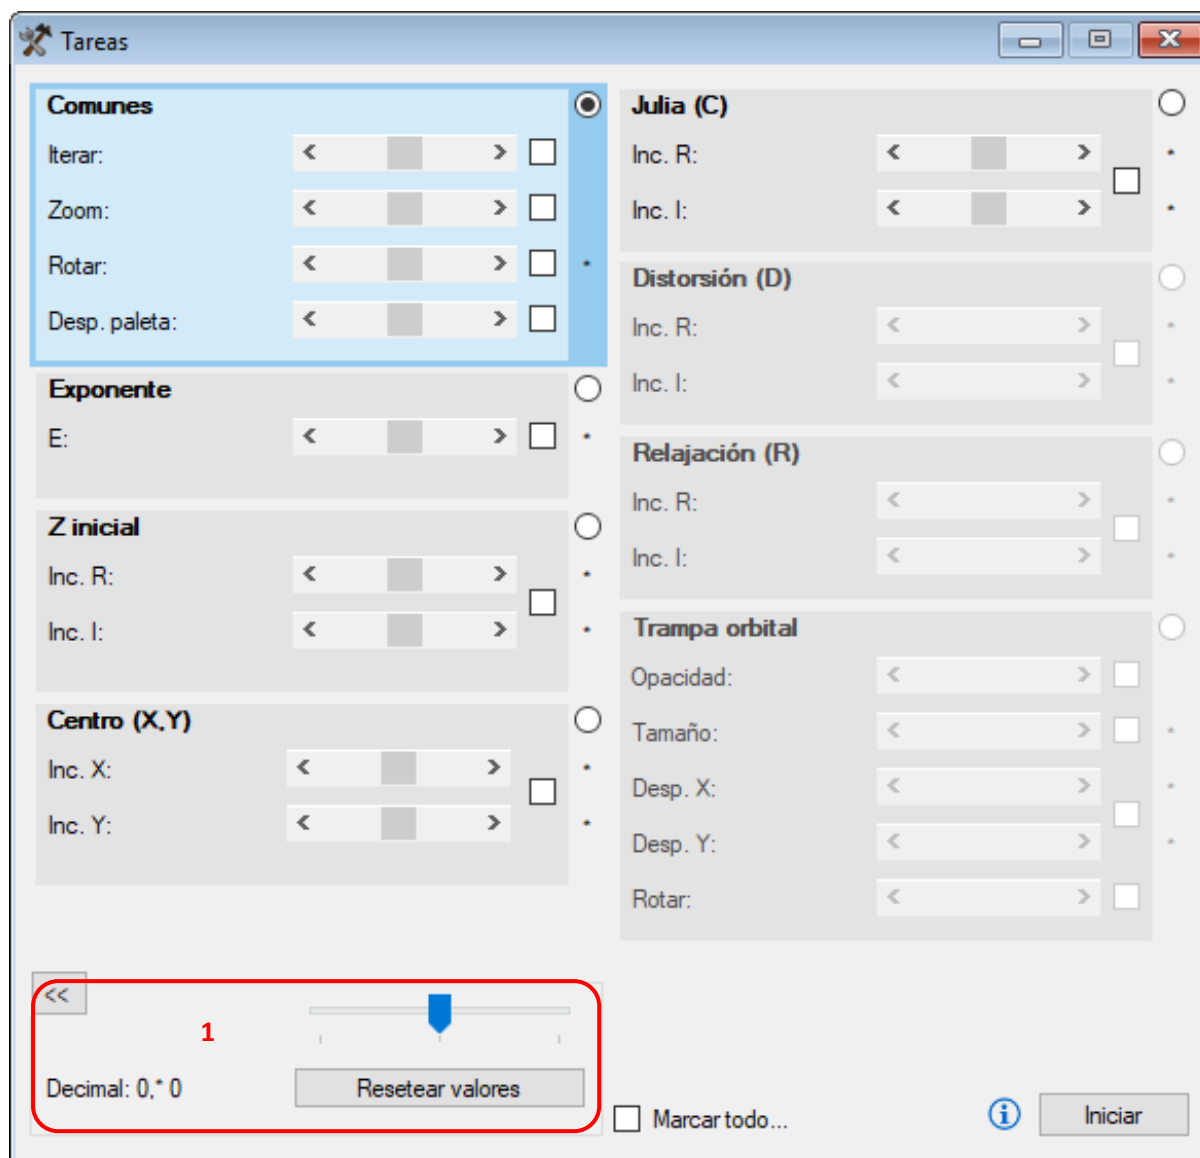 Tareas
Comunes
Iterar:
Zoom:
Rotar:
*
Desp. paleta:
Exponente
E:
*
Z inicial
Inc. R:
*
Inc. I:
*
Centro (X,Y)
Inc. X:
*
Inc. Y:
*
Julia (C)
Inc. R:
*
Inc. I:
*
Distorsión (D)
Inc. R:
*
Inc. I:
*
Relajación (R)
Inc. R:
*
Inc. I:
*
Trampa orbital
Opacidad:
Tamaño:
*
Desp. X:
*
Desp. Y:
*
Rotar:
<<
1
Decimal: 0,* 0
Resetear valores
Marcar todo...
Iniciar